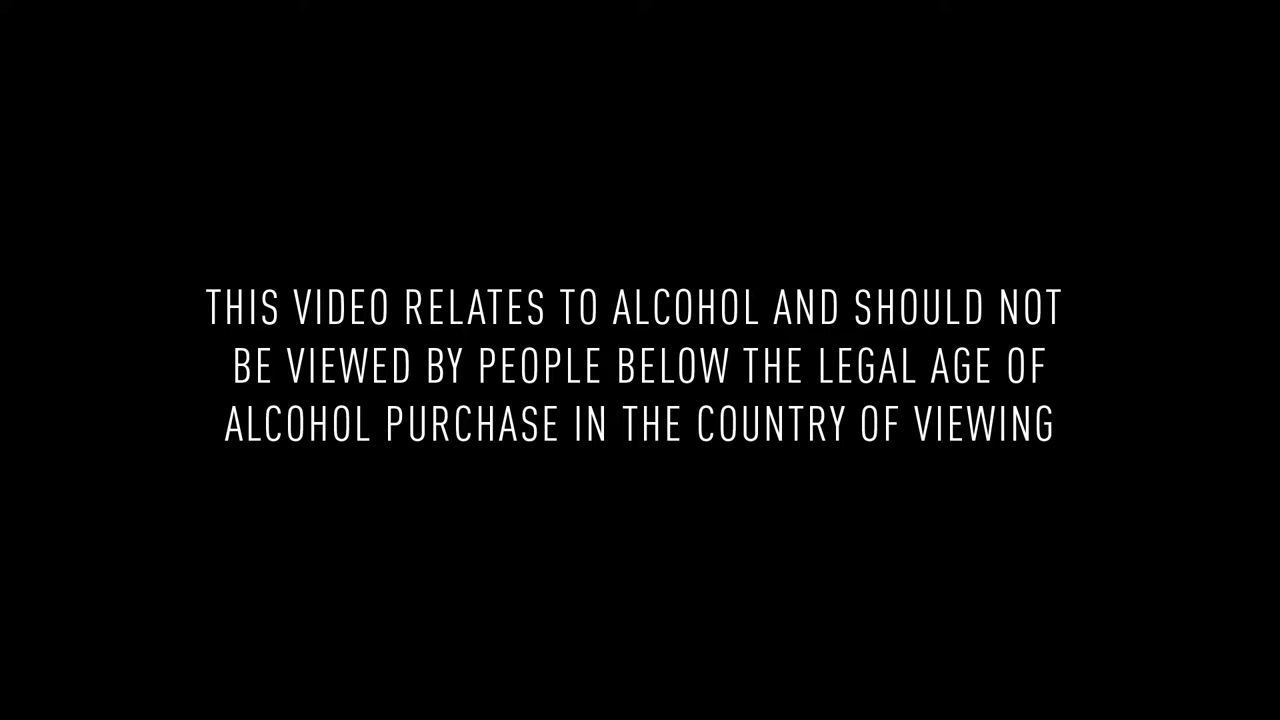 THIS VIDEO RELATES TO ALCOHOL AND SHOULD NOT
BE VIEWED BY PEOPLE BELOW THE LEGAL AGE OF
ALCOHOL PURCHASE IN THE COUNTRY OF VIEWING